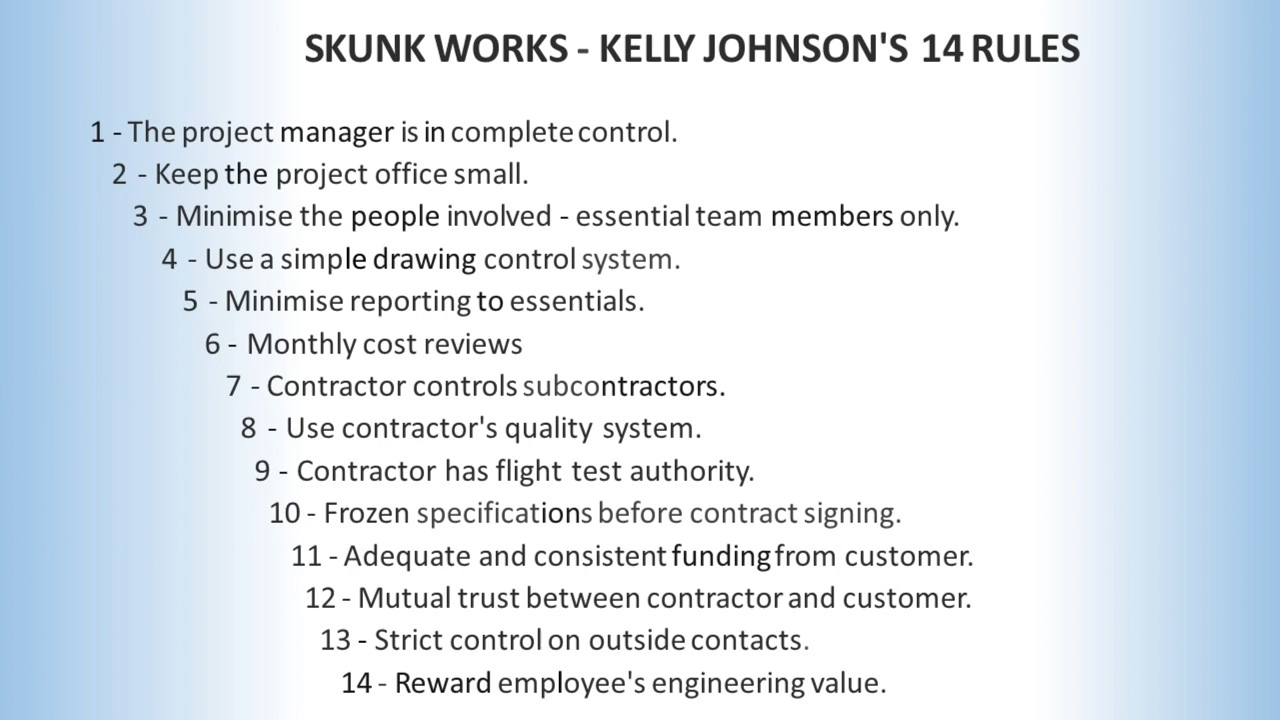 SKUNK WORKS - KELLY JOHNSON'S 14 RULES
1 - The project manager is in complete control.
2 - Keep the project office small.
3 - Minimise the people involved - essential team members only.
4 - Use a simple drawing control system.
5 - Minimise reporting to essentials.
6 - Monthly cost reviews
7 - Contractor controls subcontractors.
8 - Use contractor's quality system.
9 - Contractor has flight test authority.
10 - Frozen specifications before contract signing.
11 - Adequate and consistent funding from customer.
12 - Mutual trust between contractor and customer.
13 - Strict control on outside contacts.
14 - Reward employee's engineering value.